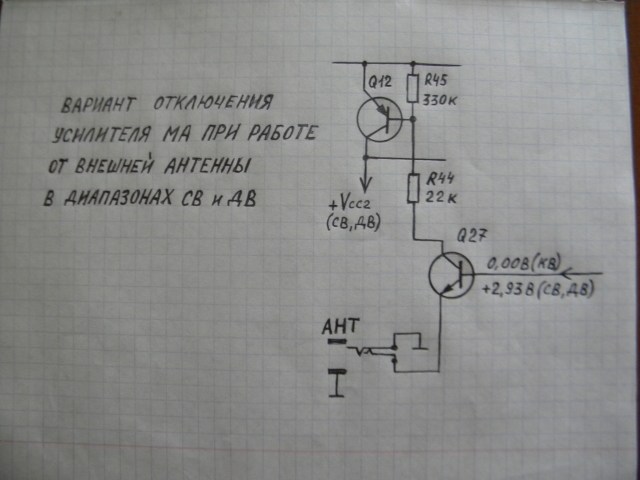 ВАРИАНТ ОТКЛЮЧЕНИЯ
УСИЛИТЕЛЯ МА ПРИ РАБОТЕ
ОТ ВНЕШНЕЙ АНТЕННЫ
В ДИАПАЗОНАХ СВ и ДВ
Q12
R45
330к
+Vcc2
(СВ, ДВ)
R44
22к
Q27
0,00В (КВ)
+2,93В (СВ, ДВ)
АНТ